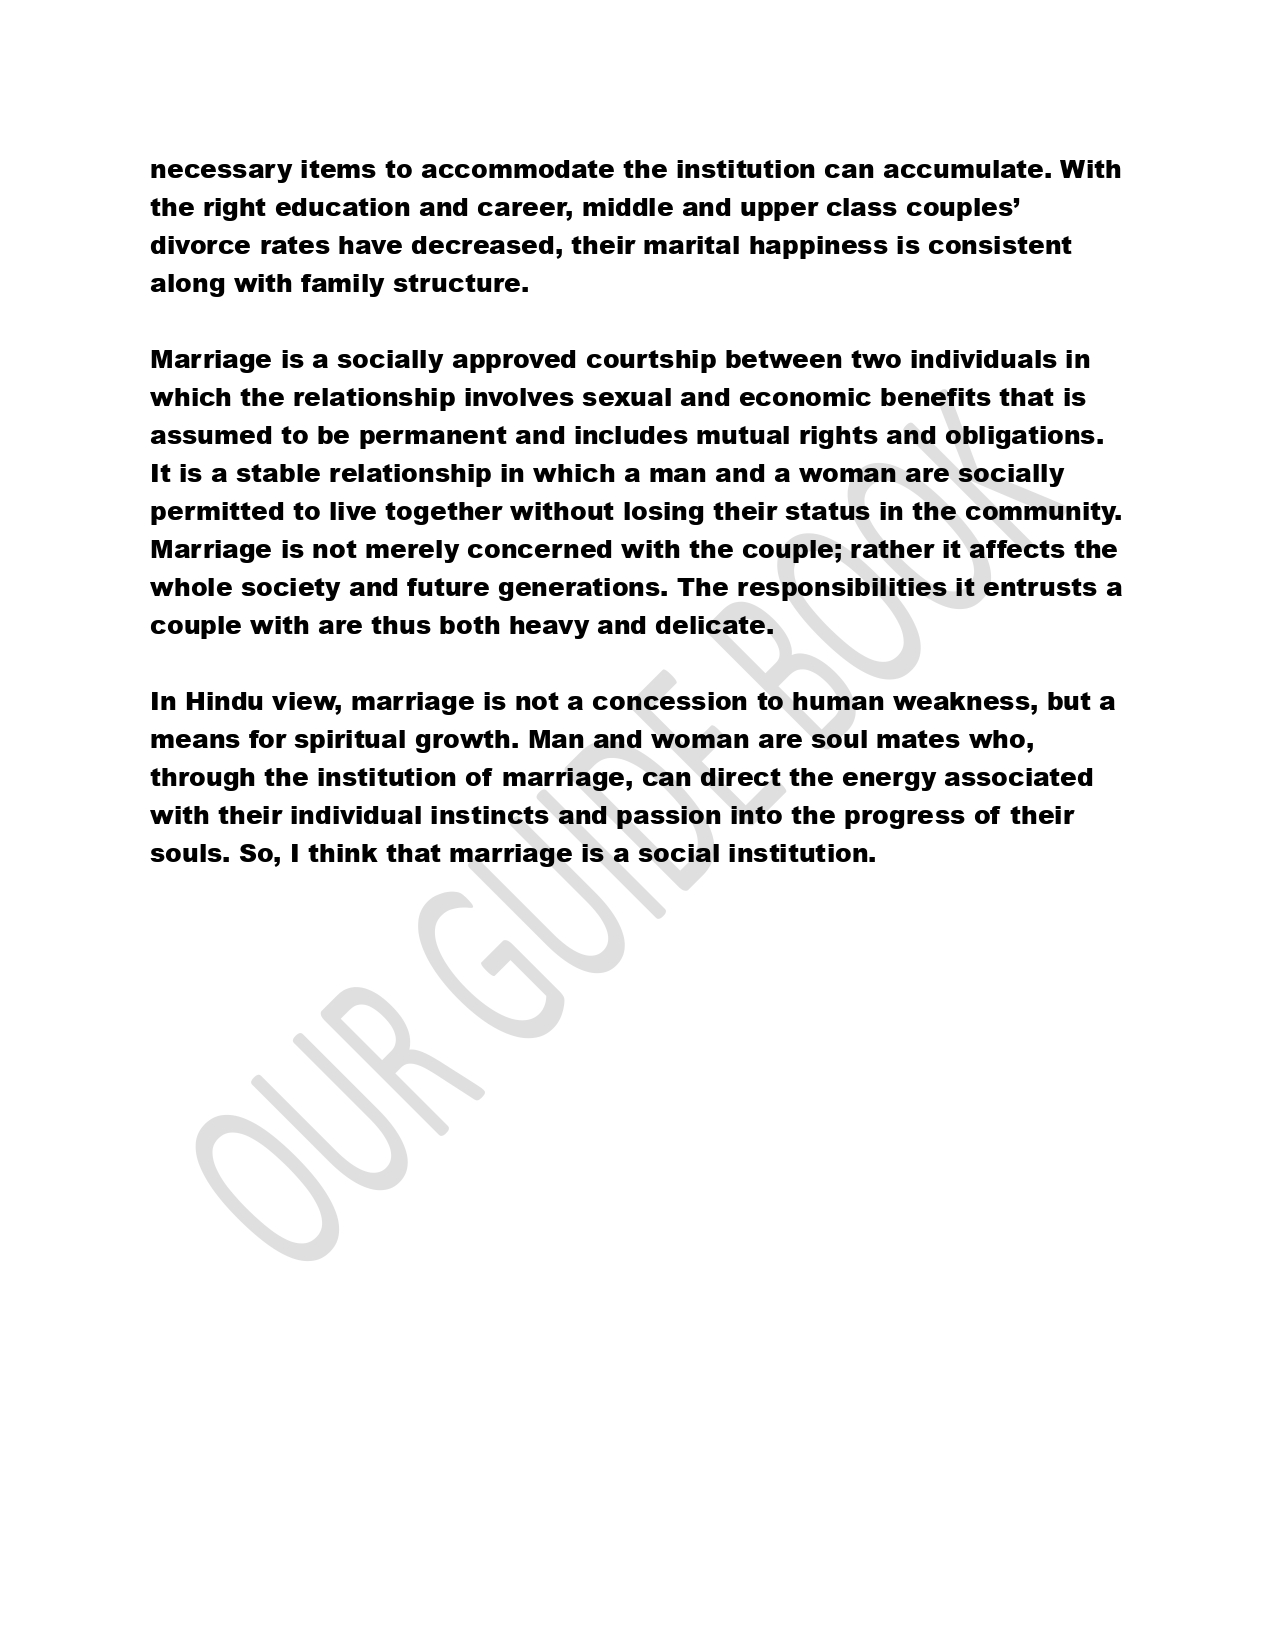 necessary items to accommodate the institution can accumulate. With
the right education and career, middle and upper class couples’
divorce rates have decreased, their marital happiness is consistent
along with family structure.
Marriage is a socially approved courtship between two individuals in
which the relationship involves sexual and economic benefits that is
assumed to be permanent and includes mutual rights and obligations.
It is a stable relationship in which a man and a woman are socially
permitted to live together without losing their status in the community.
Marriage is not merely concerned with the couple; rather it affects the
whole society and future generations. The responsibilities it entrusts a
couple with are thus both heavy and delicate.
In Hindu view, marriage is not a concession to human weakness, but a
means for spiritual growth. Man and woman are soul mates who,
through the institution of marriage, can direct the energy associated
with their individual instincts and passion into the progress of their
souls. So, I think that marriage is a social institution.
OUR GUIDE BOOK